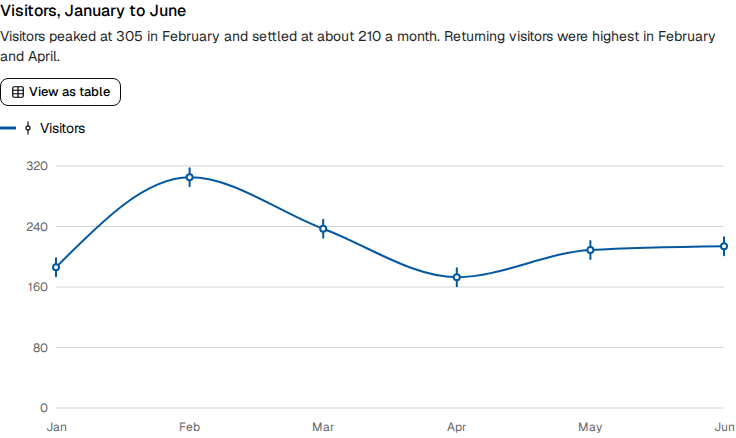 Visitors, January to June
Visitors peaked at 305 in February and settled at about 210 a month. Returning visitors were highest in February
and April.
View as table
Visitors
320
240
160
80
0
Jan Feb Mar Apr May Jun